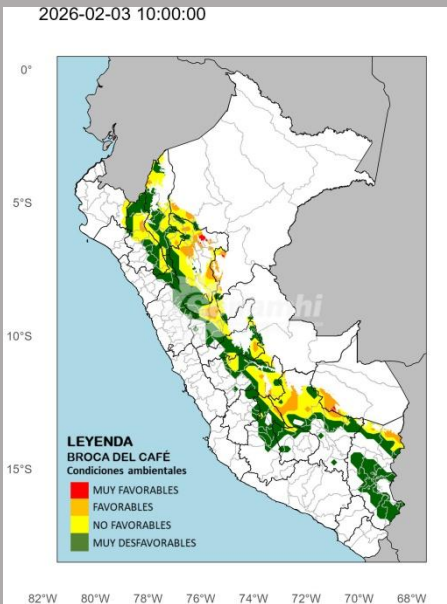 2026-02-03 10:00:00
0°
5°S
10°S
15°S
senamhi
LEYENDA
BROCA DEL CAFÉ
Condiciones ambientales
MUY FAVORABLES
FAVORABLES
NO FAVORABLES
MUY DESFAVORABLES
82°W 80°W 78°W 76°W 74°W 72°W 70°W 68°W